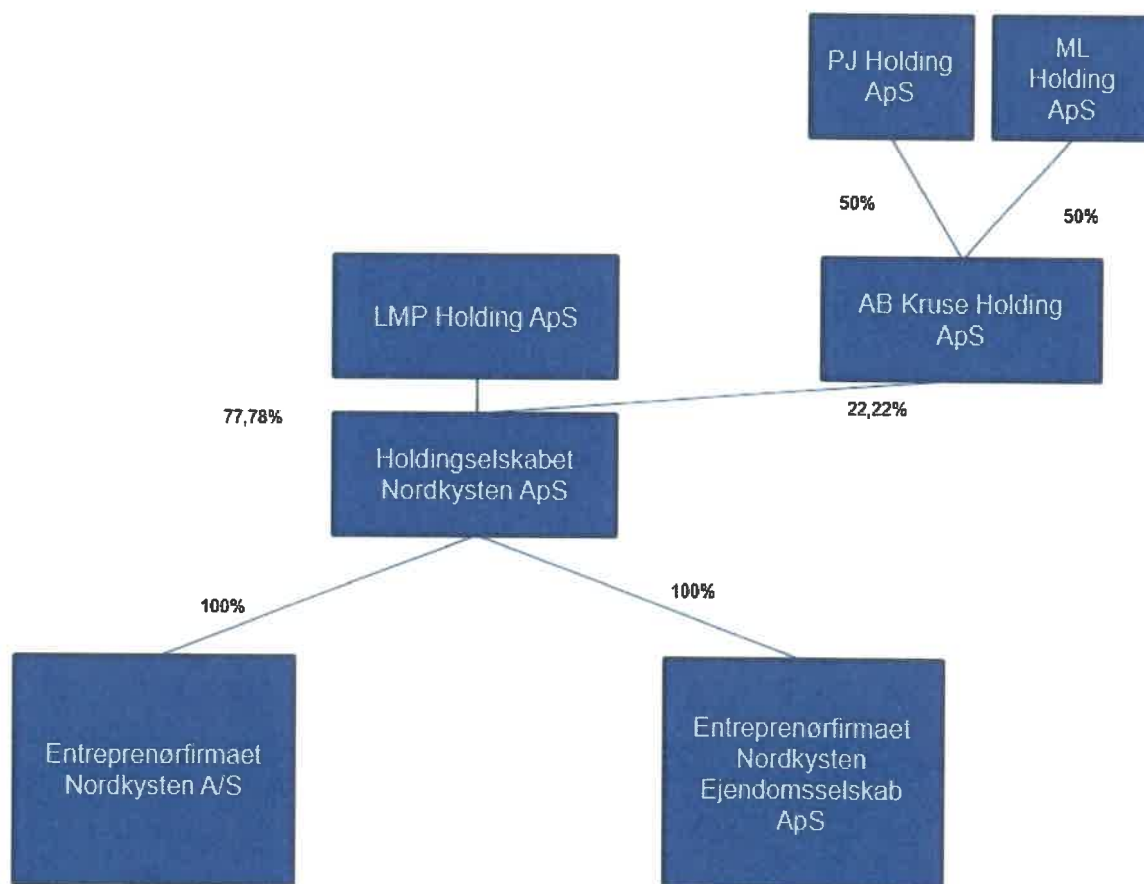 PJ Holding
ApS
ML
Holding
ApS
50%
50%
LMP Holding ApS
AB Kruse Holding
ApS
77,78%
22,22%
Holdingselskabet
Nordkysten ApS
100%
100%
Entreprenørfirmaet
Nordkysten A/S
Entreprenørfirmaet
Nordkysten
Ejendomsselskab
ApS